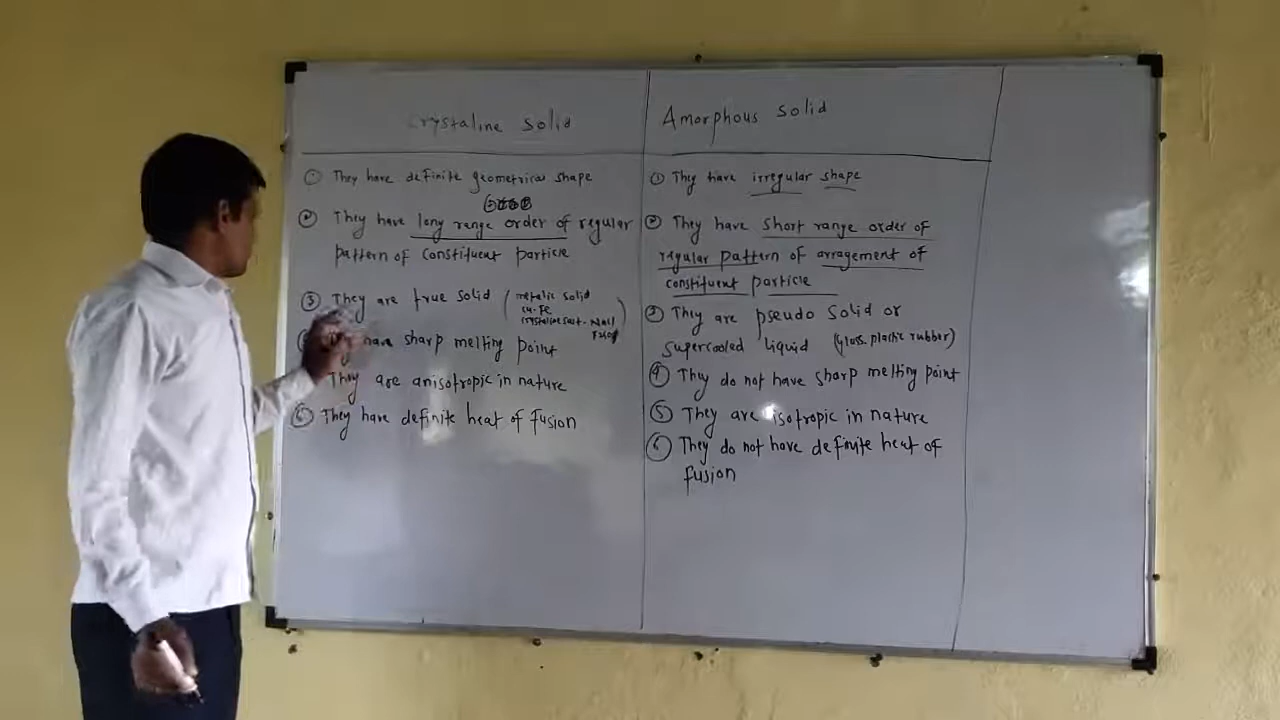 Crystaline Solid
① They have definite geometrical shape
② They have long range order of regular
pattern of constituent particle
③ They are true solid (metalic solid
cu-Fe
crystaline salt - NaCl
have sharp melting point
They are anisotropic in nature
⑥ They have definite heat of fusion
Amorphous solid
① They have irregular shape
② They have short range order of
regular pattern of arragement of
constituent particle
③ They are pseudo solid or
supercooled liquid (Glass. plastic rubber)
④ They do not have sharp melting point
⑤ They are isotropic in nature
⑥ They do not have definite heat of
fusion